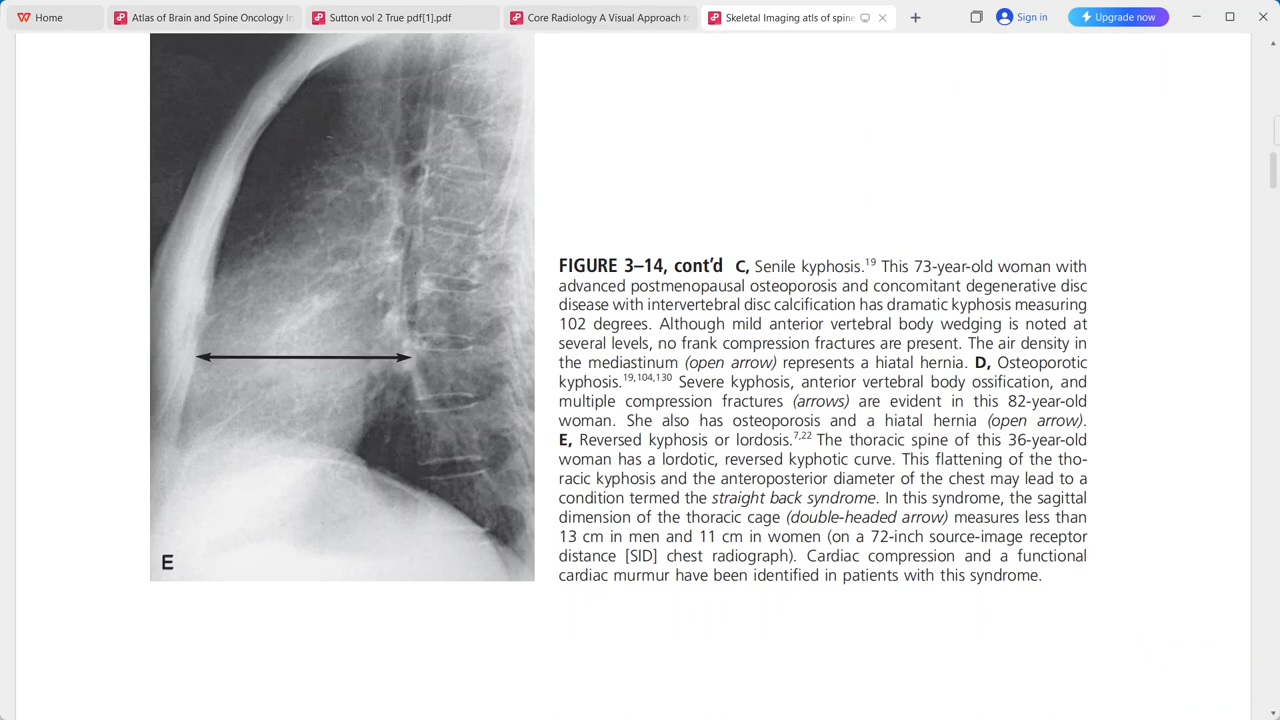 Home
Atlas of Brain and Spine Oncology I
Sutton vol 2 True pdf[1].pdf
Core Radiology A Visual Approach to
Skeletal Imaging atls of spine
Sign in
Upgrade now
FIGURE 3–14, cont’d C, Senile kyphosis.19 This 73-year-old woman with
advanced postmenopausal osteoporosis and concomitant degenerative disc
disease with intervertebral disc calcification has dramatic kyphosis measuring
102 degrees. Although mild anterior vertebral body wedging is noted at
several levels, no frank compression fractures are present. The air density in
the mediastinum (open arrow) represents a hiatal hernia. D, Osteoporotic
kyphosis.19,104,130 Severe kyphosis, anterior vertebral body ossification, and
multiple compression fractures (arrows) are evident in this 82-year-old
woman. She also has osteoporosis and a hiatal hernia (open arrow).
E, Reversed kyphosis or lordosis.7,22 The thoracic spine of this 36-year-old
woman has a lordotic, reversed kyphotic curve. This flattening of the tho-
racic kyphosis and the anteroposterior diameter of the chest may lead to a
condition termed the straight back syndrome. In this syndrome, the sagittal
dimension of the thoracic cage (double-headed arrow) measures less than
13 cm in men and 11 cm in women (on a 72-inch source-image receptor
distance [SID] chest radiograph). Cardiac compression and a functional
cardiac murmur have been identified in patients with this syndrome.
E